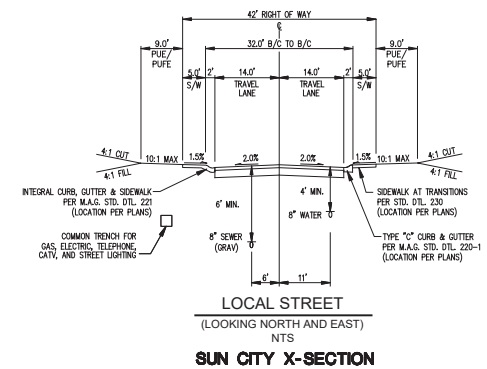 42' RIGHT OF WAY
℄
9.0'
PUE/
PUFE
32.0' B/C TO B/C
9.0'
PUE/
PUFE
5.0'
S/W
2'
14.0'
TRAVEL
LANE
14.0'
TRAVEL
LANE
2'
5.0'
S/W
4:1 CUT
4:1 FILL
10:1 MAX
1.5%
2.0%
2.0%
1.5%
10:1 MAX
4:1 CUT
4:1 FILL
INTEGRAL CURB, GUTTER & SIDEWALK
PER M.A.G. STD. DTL. 221
(LOCATION PER PLANS)
6' MIN.
4' MIN.
SIDEWALK AT TRANSITIONS
PER STD. DTL. 230
(LOCATION PER PLANS)
8" WATER
COMMON TRENCH FOR
GAS, ELECTRIC, TELEPHONE,
CATV, AND STREET LIGHTING
8" SEWER
(GRAV)
TYPE "C" CURB & GUTTER
PER M.A.G. STD. DTL. 220-1
(LOCATION PER PLANS)
6'
11'
LOCAL STREET
(LOOKING NORTH AND EAST)
NTS
SUN CITY X-SECTION